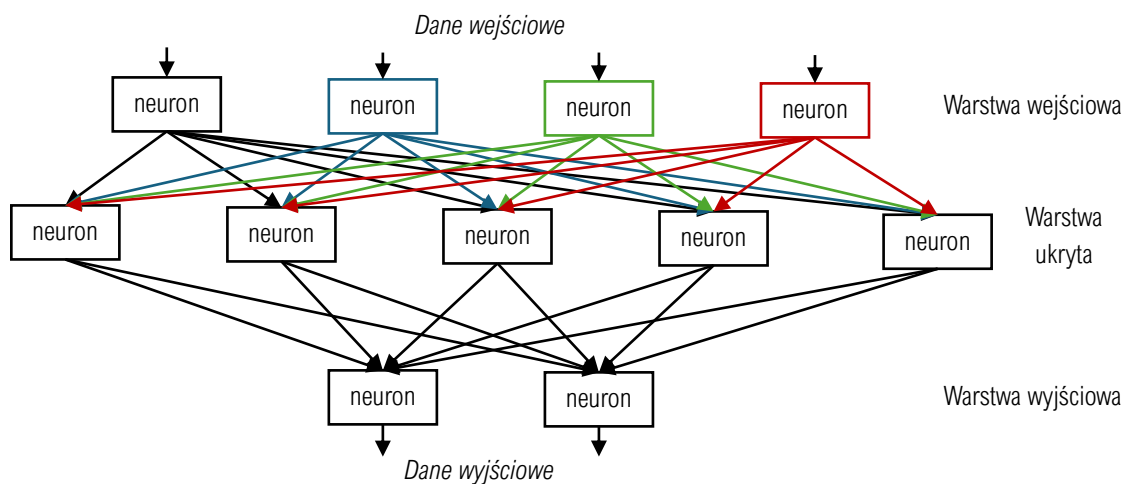 Dane wejściowe
neuron
neuron
neuron
neuron
Warstwa wejściowa
neuron
neuron
neuron
neuron
neuron
Warstwa
ukryta
neuron
neuron
Warstwa wyjściowa
Dane wyjściowe